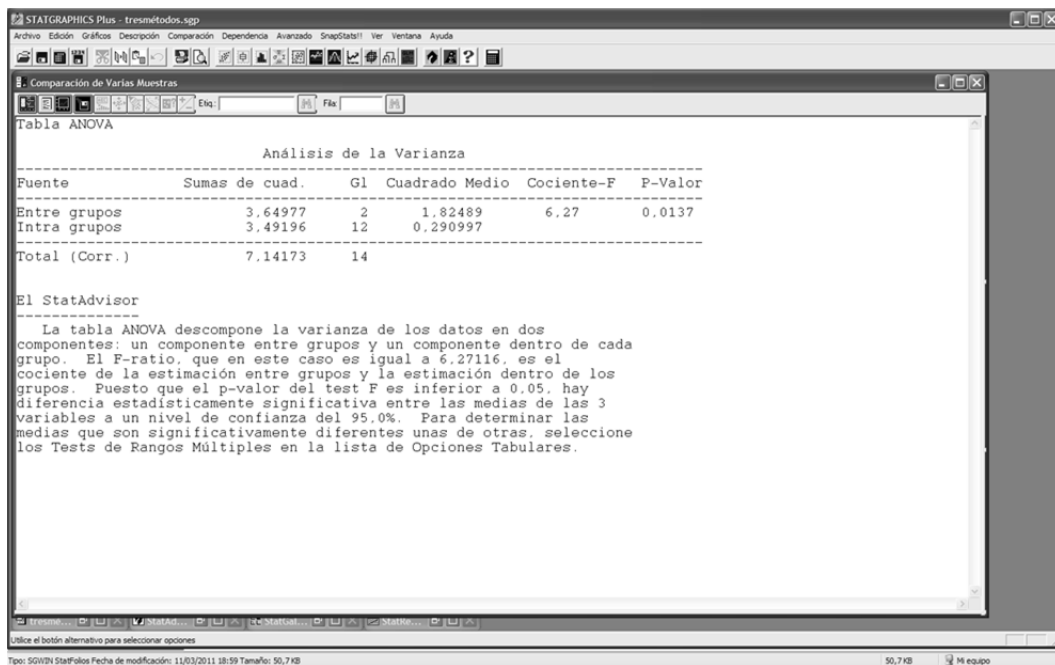 STATGRAPHICS Plus - tresmétodos.sgp
Archivo Edición Gráficos Descripción Comparación Dependencia Avanzado SnapStats!! Ver Ventana Ayuda
Comparación de Varias Muestras
Etiq.: Fila:
Tabla ANOVA
Análisis de la Varianza
Fuente Sumas de cuad. Gl Cuadrado Medio Cociente-F P-Valor
Entre grupos 3,64977 2 1,82489 6,27 0,0137
Intra grupos 3,49196 12 0,290997
Total (Corr.) 7,14173 14
El StatAdvisor
La tabla ANOVA descompone la varianza de los datos en dos
componentes: un componente entre grupos y un componente dentro de cada
grupo. El F-ratio, que en este caso es igual a 6,27116, es el
cociente de la estimación entre grupos y la estimación dentro de los
grupos. Puesto que el p-valor del test F es inferior a 0,05, hay
diferencia estadísticamente significativa entre las medias de las 3
variables a un nivel de confianza del 95,0%. Para determinar las
medias que son significativamente diferentes unas de otras, seleccione
los Tests de Rangos Múltiples en la lista de Opciones Tabulares.
tresmé... StatAd... StatGal... StatRe...
Utilice el botón alternativo para seleccionar opciones
Tipo: SGWIN StatFolios Fecha de modificación: 11/03/2011 18:59 Tamaño: 50,7 KB 50,7 KB Mi equipo